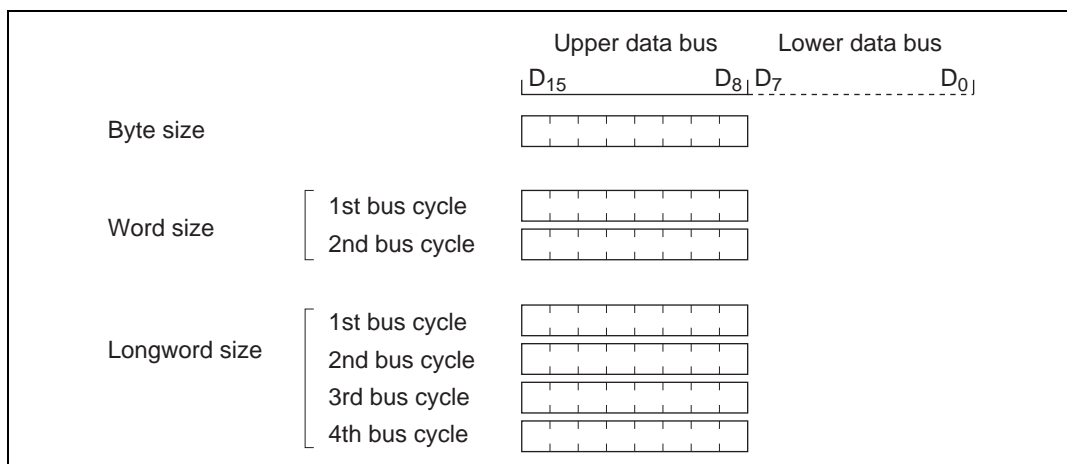 Upper data bus Lower data bus
D15 D8 D7 D0
Byte size
1st bus cycle
Word size
2nd bus cycle
1st bus cycle
Longword size
2nd bus cycle
3rd bus cycle
4th bus cycle